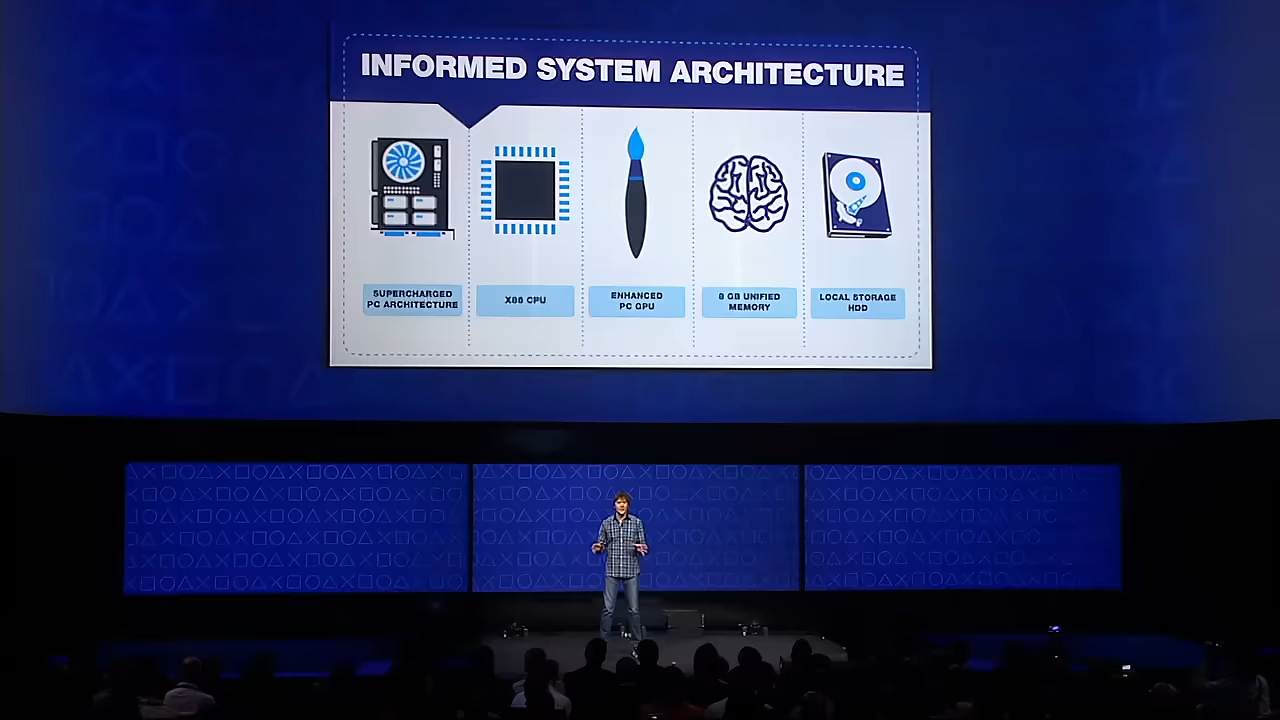 INFORMED SYSTEM ARCHITECTURE
SUPERCHARGED
PC ARCHITECTURE
X86 CPU
ENHANCED
PC GPU
8 GB UNIFIED
MEMORY
LOCAL STORAGE
HDD